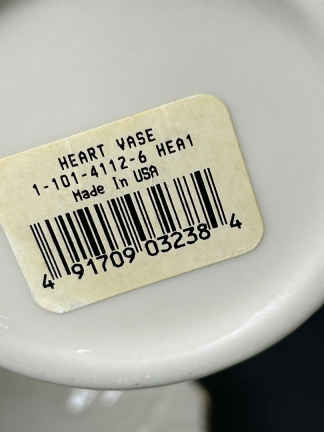 HEART VASE
1-101-4112-6 HEA1
Made In USA
4 91709 03238 4